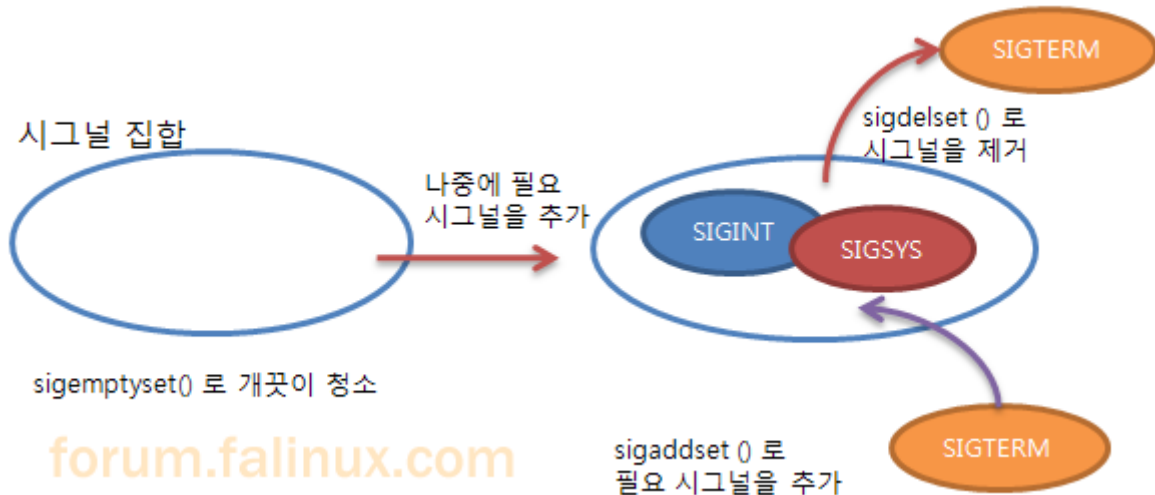 시그널 집합
sigemptyset() 로 개끗이 청소
나중에 필요
시그널을 추가
SIGTERM
sigdelset () 로
시그널을 제거
SIGINT
SIGSYS
sigaddset () 로
필요 시그널을 추가
SIGTERM
forum.falinux.com